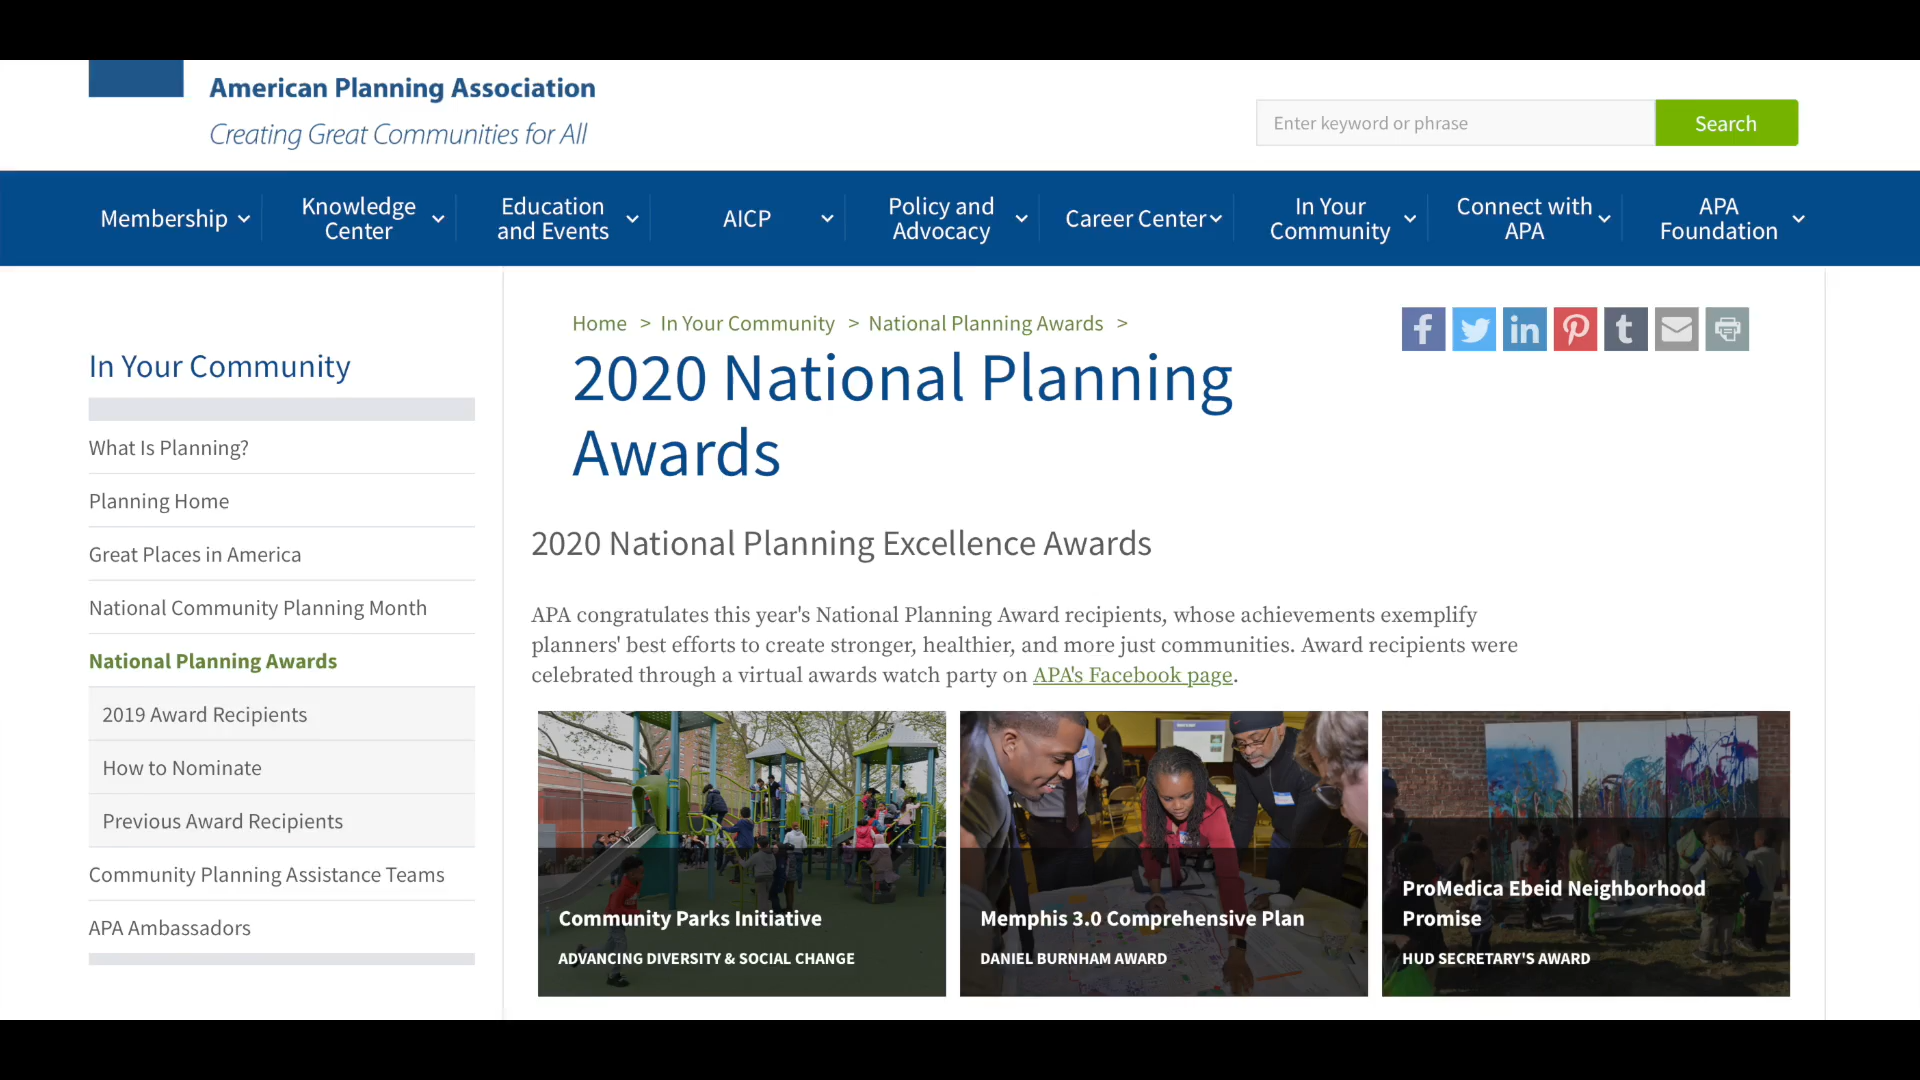 American Planning Association
Creating Great Communities for All
Enter keyword or phrase
Search
Membership
Knowledge
Center
Education
and Events
AICP
Policy and
Advocacy
Career Center
In Your
Community
Connect with
APA
APA
Foundation
Home > In Your Community > National Planning Awards >
2020 National Planning
Awards
In Your Community
What Is Planning?
Planning Home
Great Places in America
National Community Planning Month
National Planning Awards
2019 Award Recipients
How to Nominate
Previous Award Recipients
Community Planning Assistance Teams
APA Ambassadors
2020 National Planning Excellence Awards
APA congratulates this year's National Planning Award recipients, whose achievements exemplify
planners' best efforts to create stronger, healthier, and more just communities. Award recipients were
celebrated through a virtual awards watch party on APA's Facebook page.
Community Parks Initiative
ADVANCING DIVERSITY & SOCIAL CHANGE
Memphis 3.0 Comprehensive Plan
DANIEL BURNHAM AWARD
ProMedica Ebeid Neighborhood
Promise
HUD SECRETARY'S AWARD